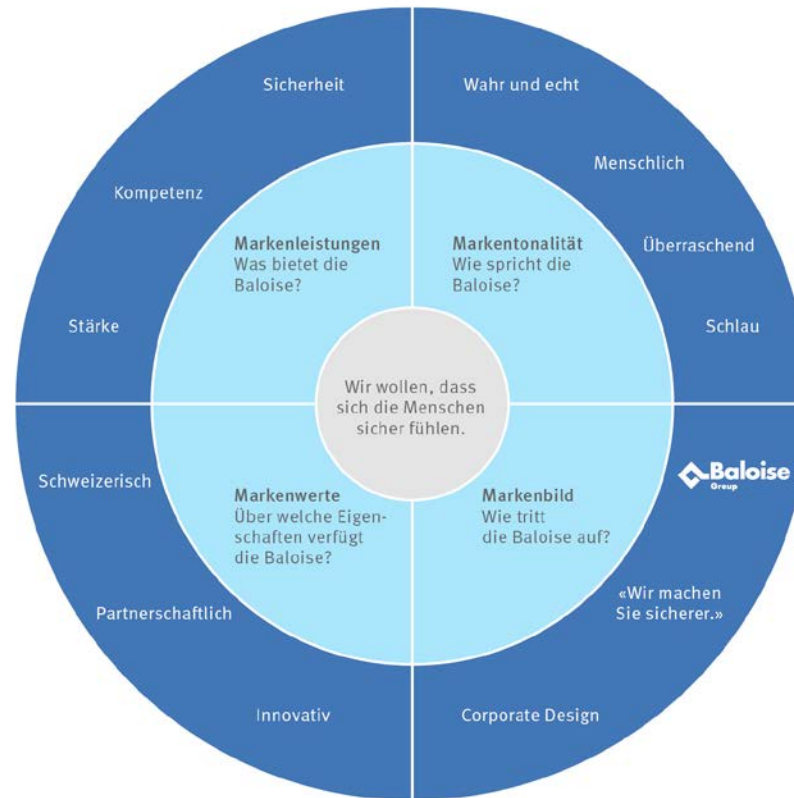 Sicherheit
Kompetenz
Stärke
Markenleistungen
Was bietet die
Baloise?
Wahr und echt
Menschlich
Überraschend
Schlau
Markentonalität
Wie spricht die
Baloise?
Wir wollen, dass
sich die Menschen
sicher fühlen.
Schweizerisch
Partnerschaftlich
Innovativ
Markenwerte
Über welche Eigen-
schaften verfügt
die Baloise?
Markenbild
Wie tritt
die Baloise auf?
Baloise
Group
«Wir machen
Sie sicherer.»
Corporate Design